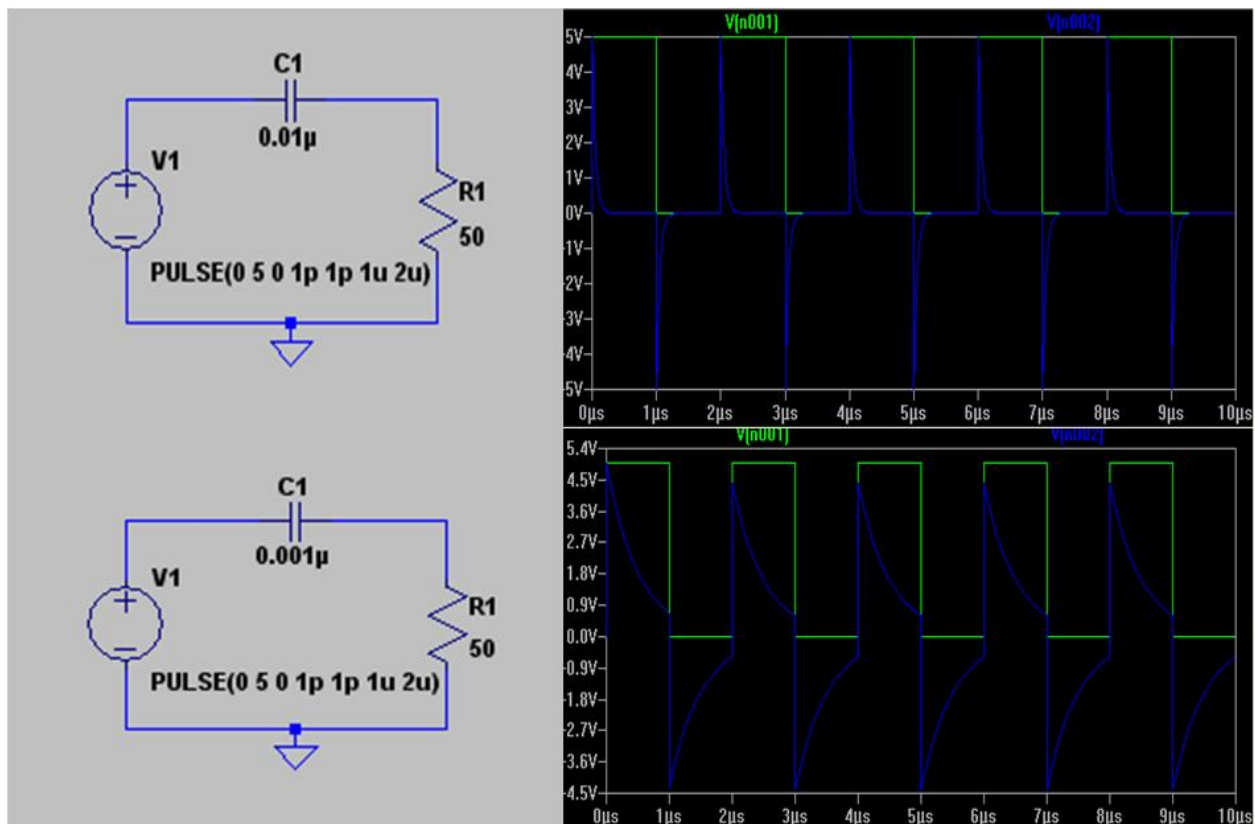 C1
0.01µ
V1
R1
50
PULSE(0 5 0 1p 1p 1u 2u)
V(n001) V(n002)
5V
4V
3V
2V
1V
0V
-1V
-2V
-3V
-4V
-5V
0µs 1µs 2µs 3µs 4µs 5µs 6µs 7µs 8µs 9µs 10µs
C1
0.001µ
V1
R1
50
PULSE(0 5 0 1p 1p 1u 2u)
V(n001) V(n002)
5.4V
4.5V
3.6V
2.7V
1.8V
0.9V
0.0V
-0.9V
-1.8V
-2.7V
-3.6V
-4.5V
0µs 1µs 2µs 3µs 4µs 5µs 6µs 7µs 8µs 9µs 10µs